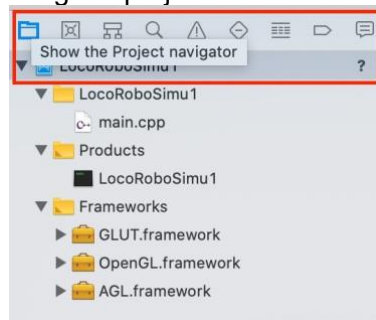 Show the Project navigator
LocoRoboSimu1
?
LocoRoboSimu1
main.cpp
Products
LocoRoboSimu1
Frameworks
GLUT.framework
OpenGL.framework
AGL.framework